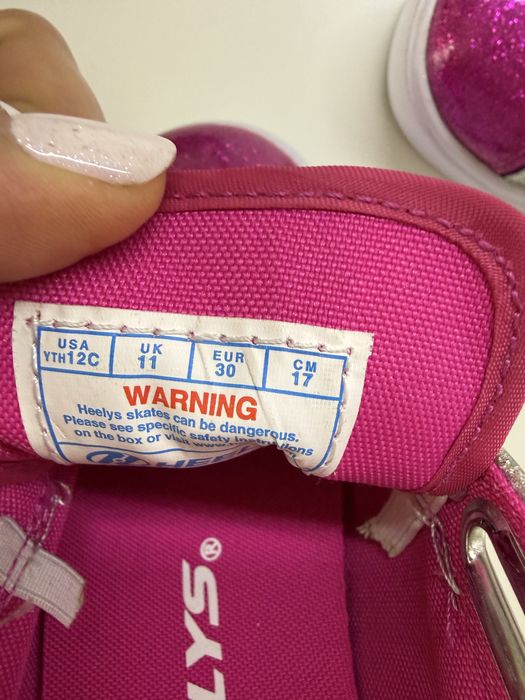 USA UK EUR CM
YTH12C 11 30 17
WARNING
Heelys skates can be dangerous.
Please see specific safety instructions
on the box or visit
LYS®